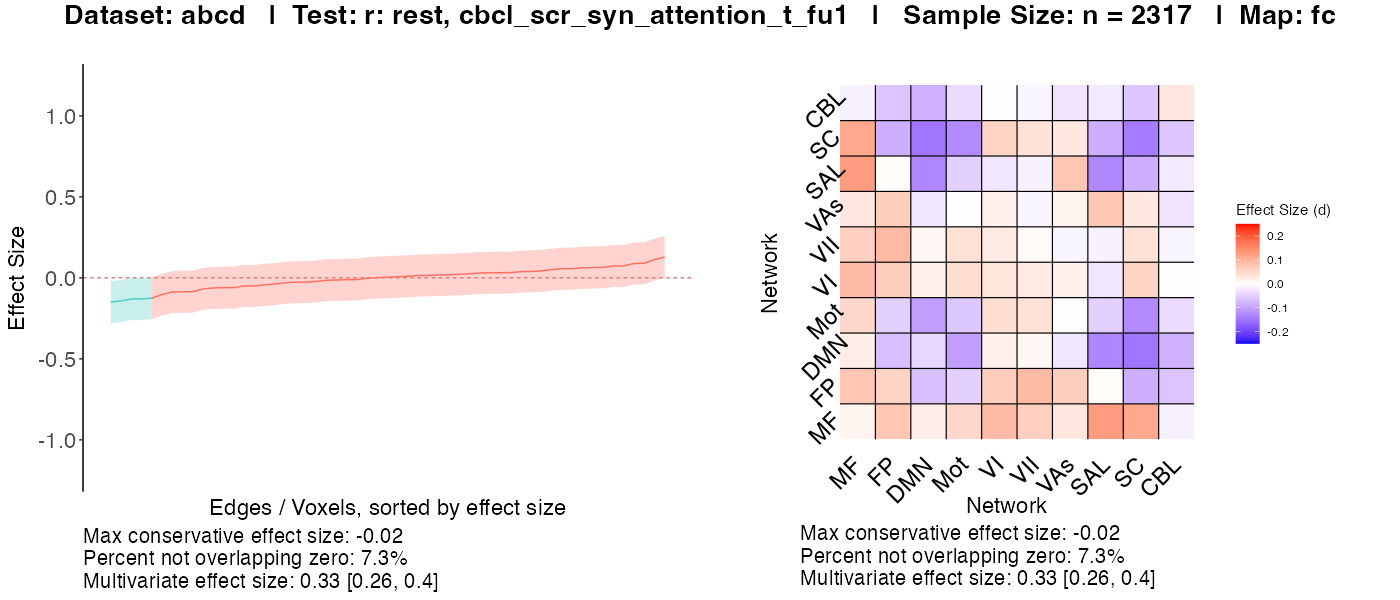 Dataset: abcd | Test: r: rest, cbcl_scr_syn_attention_t_fu1 | Sample Size: n = 2317 | Map: fc
Effect Size
1.0
0.5
0.0
-0.5
-1.0
Edges / Voxels, sorted by effect size
Max conservative effect size: -0.02
Percent not overlapping zero: 7.3%
Multivariate effect size: 0.33 [0.26, 0.4]
Network
CBL
SC
SAL
VAs
VII
VI
Mot
DMN
FP
MF
MF
FP
DMN
Mot
VI
VII
VAs
SAL
SC
CBL
Network
Effect Size (d)
0.2
0.1
0.0
-0.1
-0.2
Max conservative effect size: -0.02
Percent not overlapping zero: 7.3%
Multivariate effect size: 0.33 [0.26, 0.4]